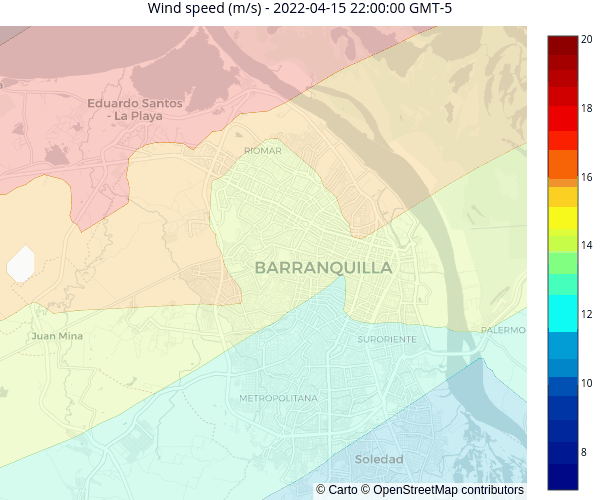 Wind speed (m/s) - 2022-04-15 22:00:00 GMT-5
20
18
16
14
12
10
8
Eduardo Santos
- La Playa
RIOMAR
BARRANQUILLA
Juan Mina
PALERMO
SURORIENTE
METROPOLITANA
Soledad
© Carto © OpenStreetMap contributors